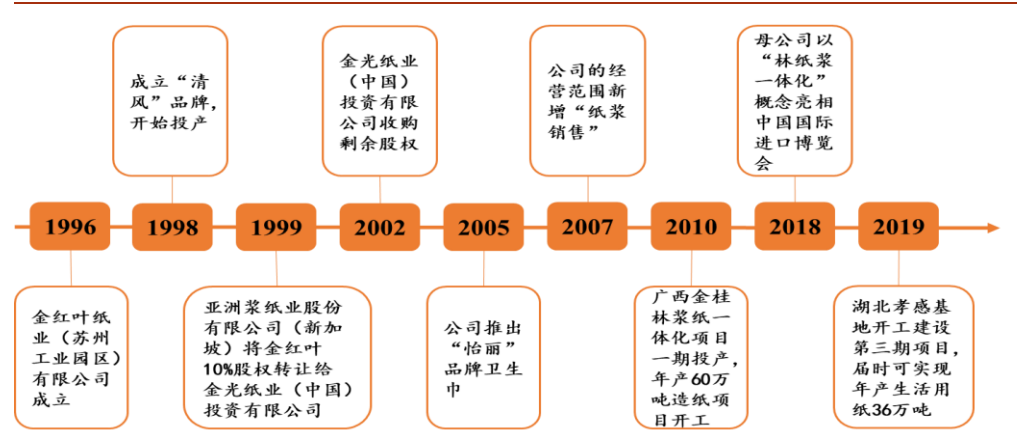 成立“清
风”品牌，
开始投产
金光纸业
（中国）
投资有限
公司收购
剩余股权
公司的经
营范围新
增“纸浆
销售”
母公司以
“林纸浆
一体化”
概念亮相
中国国际
进口博览
会
1996
1998
1999
2002
2005
2007
2010
2018
2019
金红叶纸
业（苏州
工业园区）
有限公司
成立
亚洲浆纸业股份
有限公司（新加
坡）将金红叶
10%股权转让给
金光纸业（中国）
投资有限公司
公司推出
“怡丽”
品牌卫生
巾
广西金桂
林浆纸一
体化项目
一期投产，
年产60万
吨造纸项
目开工
湖北孝感基
地开工建设
第三期项目，
届时可实现
年产生活用
纸36万吨